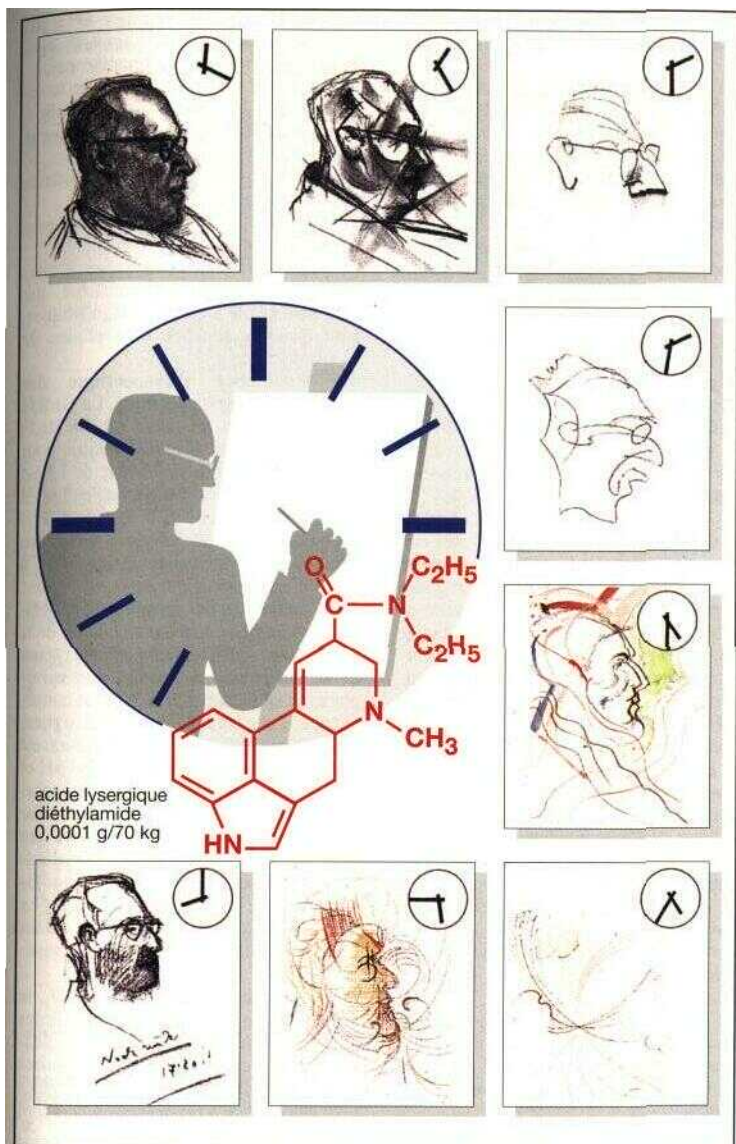 O
C₂H₅
C
N
C₂H₅
N
CH₃
acide lysergique
diéthylamide
0,0001 g/70 kg
HN